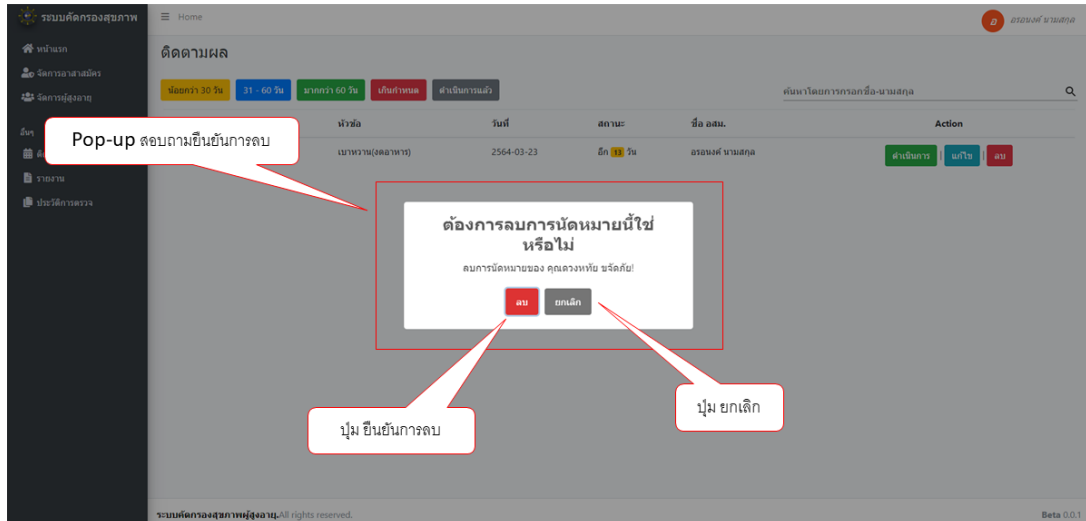 ระบบคัดกรองสุขภาพ
Home
อ
อรอนงค์ นามสกุล
หน้าแรก
จัดการอาสาสมัคร
จัดการผู้สูงอายุ
อื่นๆ
รายงาน
ประวัติการตรวจ
ติดตามผล
น้อยกว่า 30 วัน 31 - 60 วัน มากกว่า 60 วัน เกินกำหนด ดำเนินการแล้ว
ค้นหาโดยการกรอกชื่อ-นามสกุล
หัวข้อ วันที่ สถานะ ชื่อ อสม. Action
เบาหวาน(งดอาหาร) 2564-03-23 อีก 13 วัน อรอนงค์ นามสกุล ดำเนินการ | แก้ไข | ลบ
Pop-up สอบถามยืนยันการลบ
ต้องการลบการนัดหมายนี้ใช่
หรือไม่
ลบการนัดหมายของ คุณดวงหทัย ขจัดภัย!
ลบ ยกเลิก
ปุ่ม ยกเลิก
ปุ่ม ยืนยันการลบ
ระบบคัดกรองสุขภาพผู้สูงอายุ.All rights reserved.
Beta 0.0.1